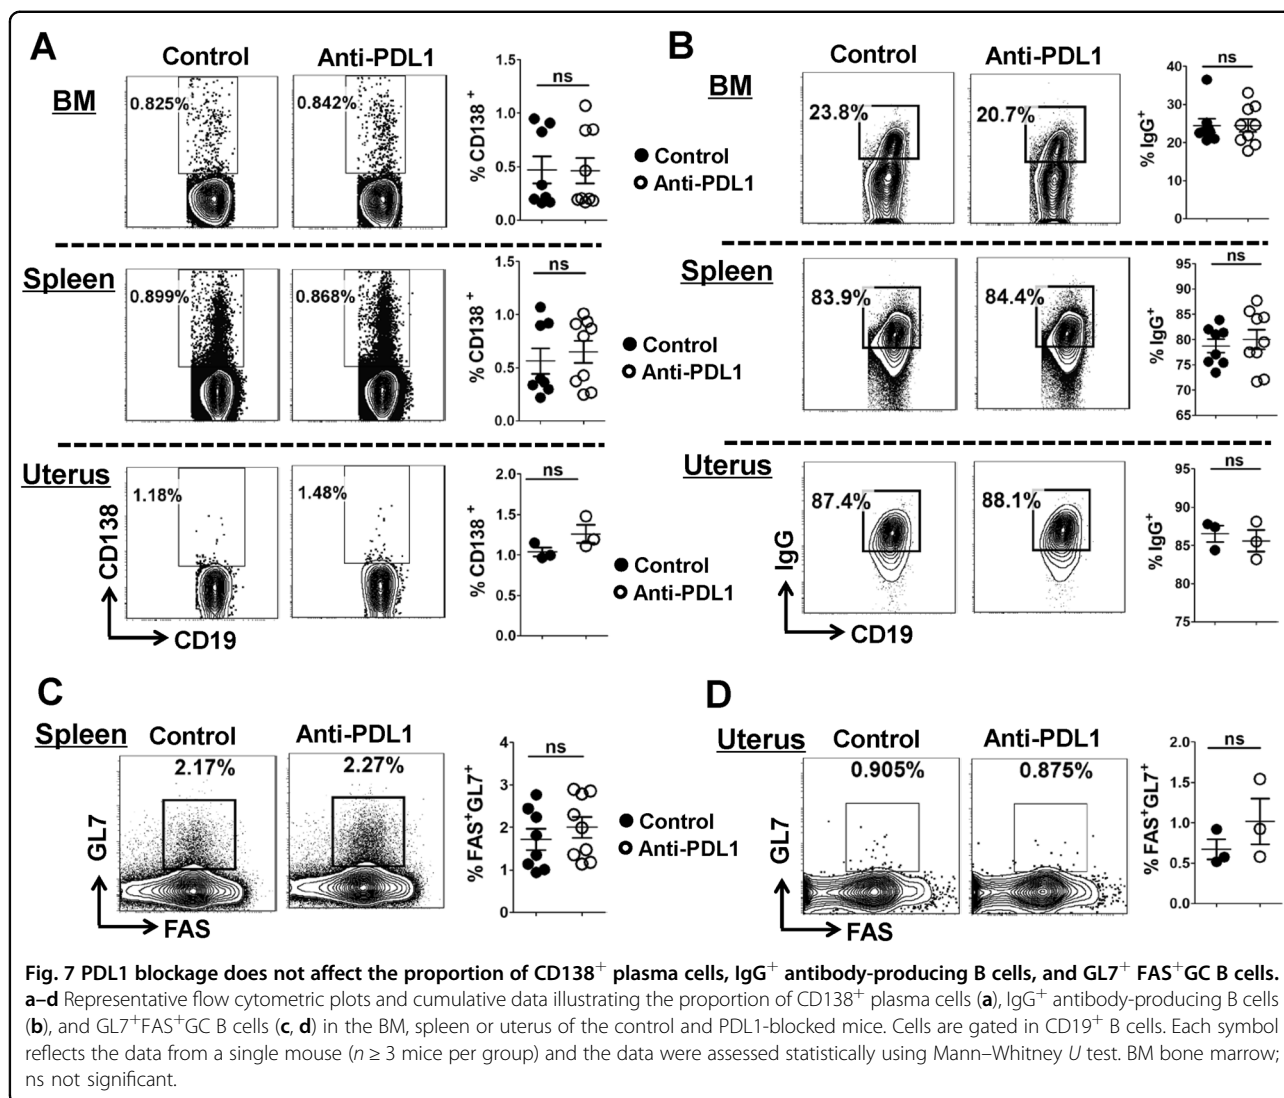 A
Control Anti-PDL1
BM
0.825%
0.842%
1.5
1.0
0.5
0.0
% CD138+
ns
Control
Anti-PDL1
Spleen
0.899%
0.868%
1.5
1.0
0.5
0.0
% CD138+
ns
Control
Anti-PDL1
Uterus
1.18%
1.48%
CD138
CD19
2.0
1.5
1.0
0.5
0.0
% CD138+
ns
Control
Anti-PDL1
B
Control Anti-PDL1
BM
23.8%
20.7%
40
30
20
10
0
% IgG+
ns
Spleen
83.9%
84.4%
95
90
85
80
75
70
65
% IgG+
ns
Uterus
87.4%
88.1%
IgG
CD19
95
90
85
80
75
% IgG+
ns
C
Spleen Control Anti-PDL1
2.17%
2.27%
GL7
FAS
4
3
2
1
0
% FAS+GL7+
ns
Control
Anti-PDL1
D
Uterus Control Anti-PDL1
0.905%
0.875%
GL7
FAS
2.0
1.5
1.0
0.5
0.0
% FAS+GL7+
ns
Fig. 7 PDL1 blockage does not affect the proportion of CD138+ plasma cells, IgG+ antibody-producing B cells, and GL7+ FAS+GC B cells.
a–d Representative flow cytometric plots and cumulative data illustrating the proportion of CD138+ plasma cells (a), IgG+ antibody-producing B cells
(b), and GL7+FAS+GC B cells (c, d) in the BM, spleen or uterus of the control and PDL1-blocked mice. Cells are gated in CD19+ B cells. Each symbol
reflects the data from a single mouse (n ≥ 3 mice per group) and the data were assessed statistically using Mann–Whitney U test. BM bone marrow;
ns not significant.